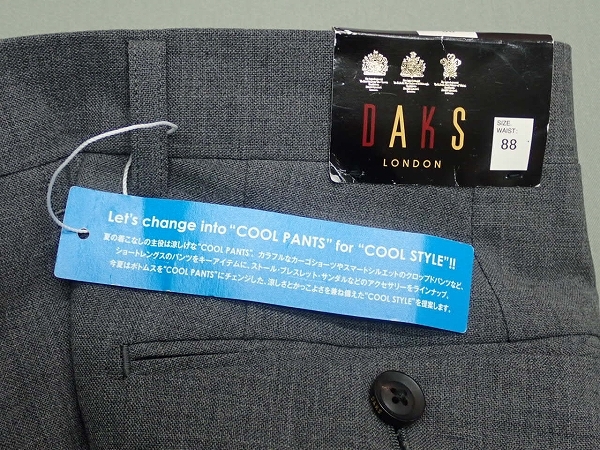 DAKS
LONDON
SIZE.
WAIST:
88
Let's change into "COOL PANTS" for "COOL STYLE"!!
夏の着こなしの主役は涼しげな"COOL PANTS"。カラフルなカーゴショーツやスマートシルエットのクロップドパンツなど、
ショートレングスのパンツをキーアイテムに、ストール・ブレスレット・サンダルなどのアクセサリーをラインナップ。
今夏はボトムスを"COOL PANTS"にチェンジした、涼しさとかっこよさを兼ね備えた"COOL STYLE"を提案します。